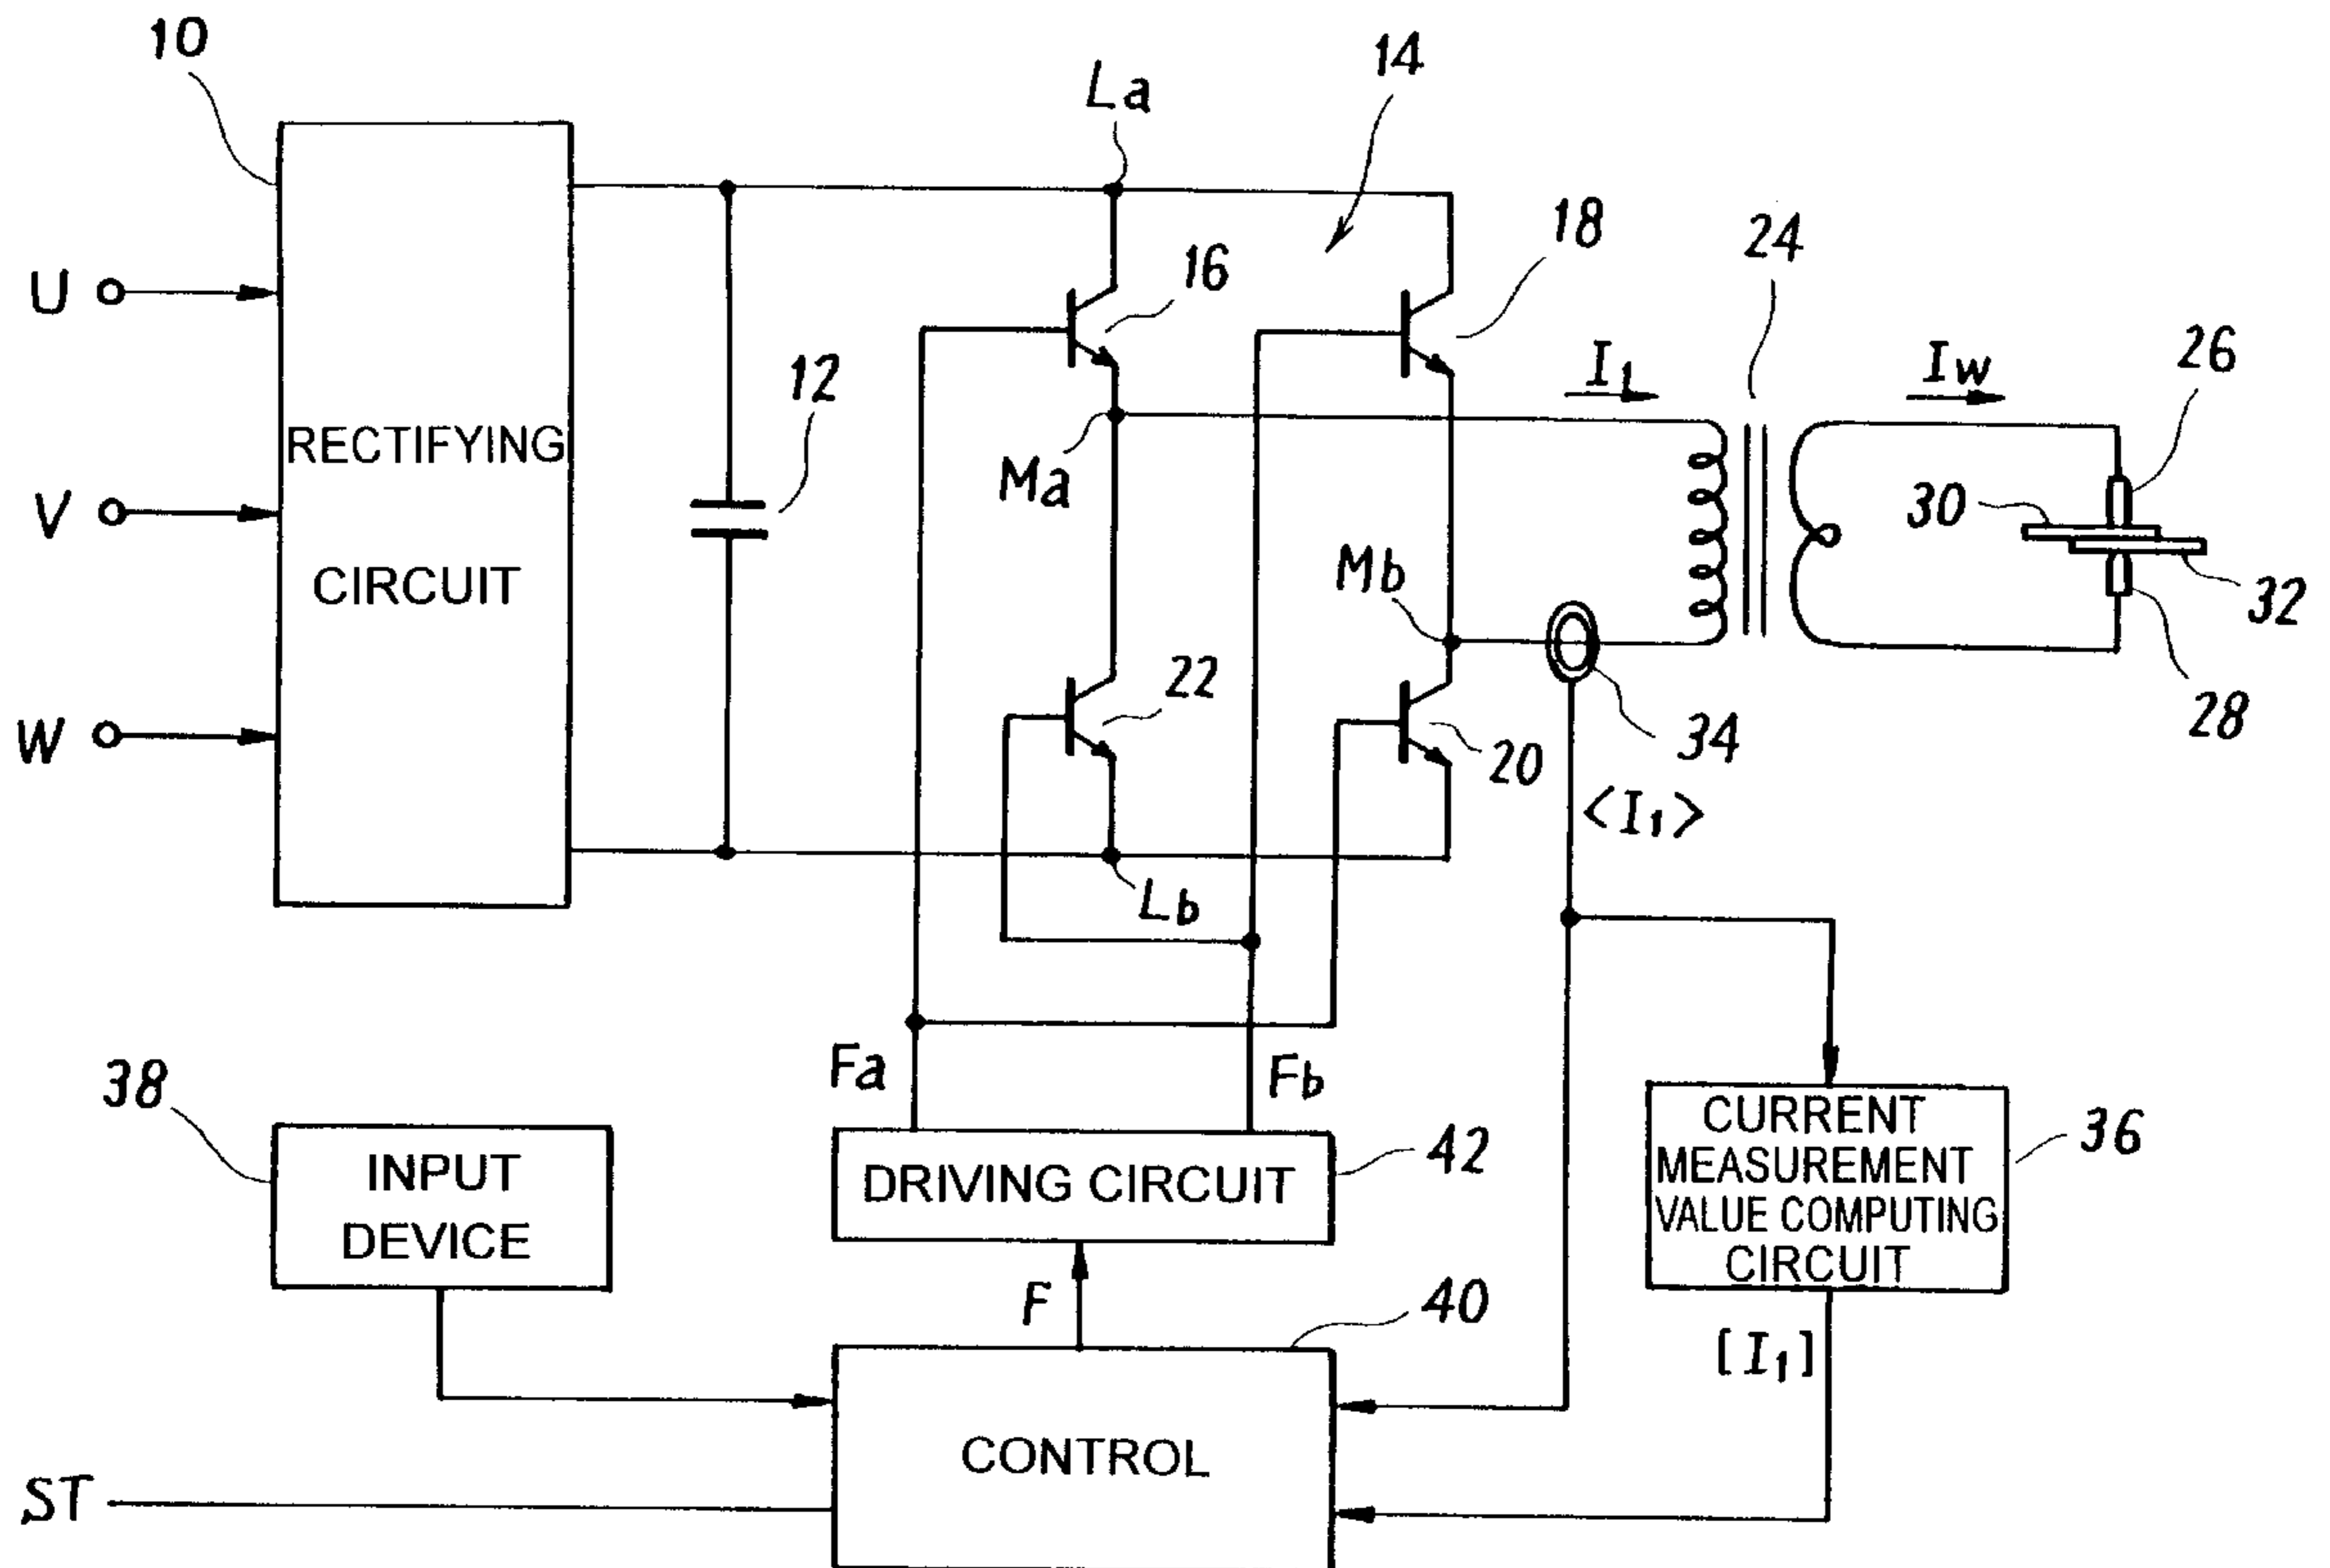 10
La
14
16
18
24
U
12
I1
Iw
26
RECTIFYING
CIRCUIT
Ma
30
V
Mb
32
22
28
W
20
34
<I1>
Lb
Fa
Fb
38
INPUT
DEVICE
DRIVING CIRCUIT
42
CURRENT
MEASUREMENT
VALUE COMPUTING
CIRCUIT
36
F
40
[I1]
CONTROL
ST